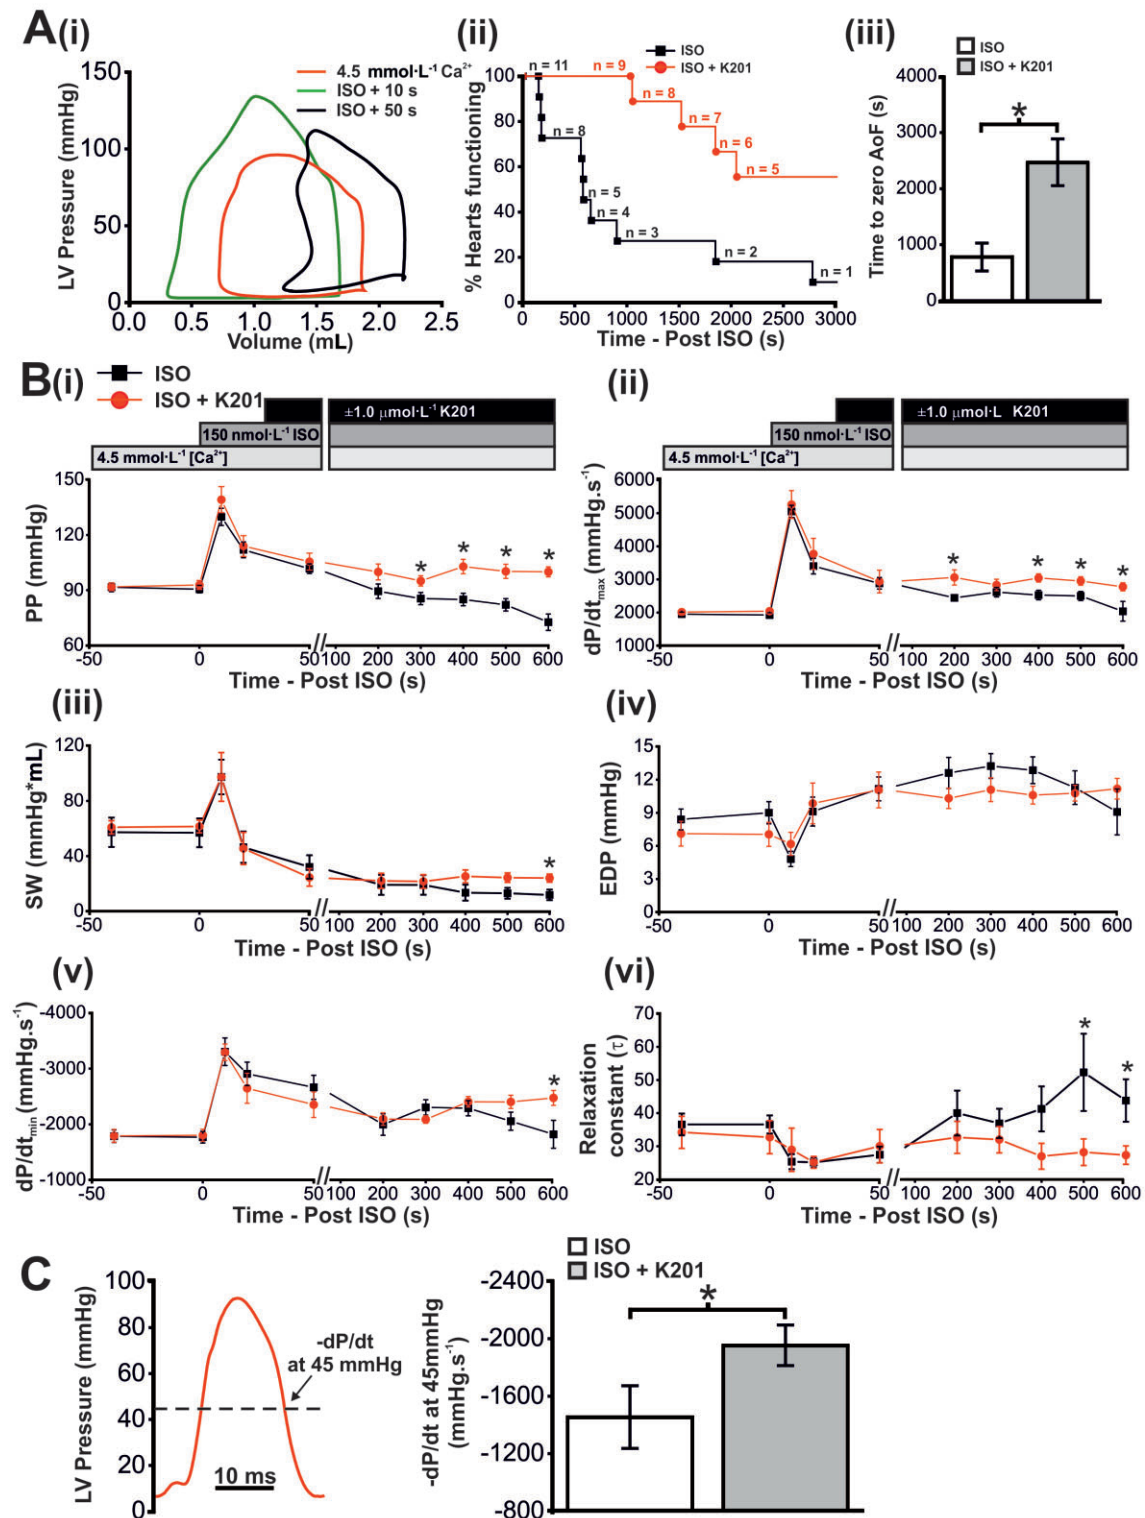 A(i)
150
100
50
0
LV Pressure (mmHg)
4.5 mmol·L⁻¹ Ca²⁺
ISO + 10 s
ISO + 50 s
0.0 0.5 1.0 1.5 2.0 2.5
Volume (mL)
(ii)
ISO
ISO + K201
% Hearts functioning
100
80
60
40
20
0
n = 11
n = 9
n = 8
n = 8
n = 7
n = 6
n = 5
n = 5
n = 4
n = 3
n = 2
n = 1
0 500 1000 1500 2000 2500 3000
Time - Post ISO (s)
(iii)
ISO
ISO + K201
Time to zero AoF (s)
4000
3000
2000
1000
0
*
B(i)
ISO
ISO + K201
±1.0 µmol·L⁻¹ K201
150 nmol·L⁻¹ ISO
4.5 mmol·L⁻¹ [Ca²⁺]
PP (mmHg)
150
120
90
60
* * * *
-50 0 50 100 200 300 400 500 600
Time - Post ISO (s)
(ii)
±1.0 µmol·L K201
150 nmol·L⁻¹ ISO
4.5 mmol·L⁻¹ [Ca²⁺]
dP/dtmax (mmHg.s⁻¹)
6000
5000
4000
3000
2000
1000
* * * *
-50 0 50 100 200 300 400 500 600
Time - Post ISO (s)
(iii)
SW (mmHg*mL)
120
80
40
0
*
-50 0 50 100 200 300 400 500 600
Time - Post ISO (s)
(iv)
EDP (mmHg)
15
12
9
6
3
0
-50 0 50 100 200 300 400 500 600
Time - Post ISO (s)
(v)
dP/dtmin (mmHg.s⁻¹)
-4000
-3000
-2000
-1000
*
-50 0 100 200 300 400 500 600
Time - Post ISO (s)
(vi)
Relaxation
constant (τ)
70
60
50
40
30
20
* *
-50 0 50 100 200 300 400 500 600
Time - Post ISO (s)
C
LV Pressure (mmHg)
100
80
60
40
20
0
-dP/dt
at 45 mmHg
10 ms
ISO
ISO + K201
-dP/dt at 45mmHg
(mmHg.s⁻¹)
-2400
-2000
-1600
-1200
-800
*